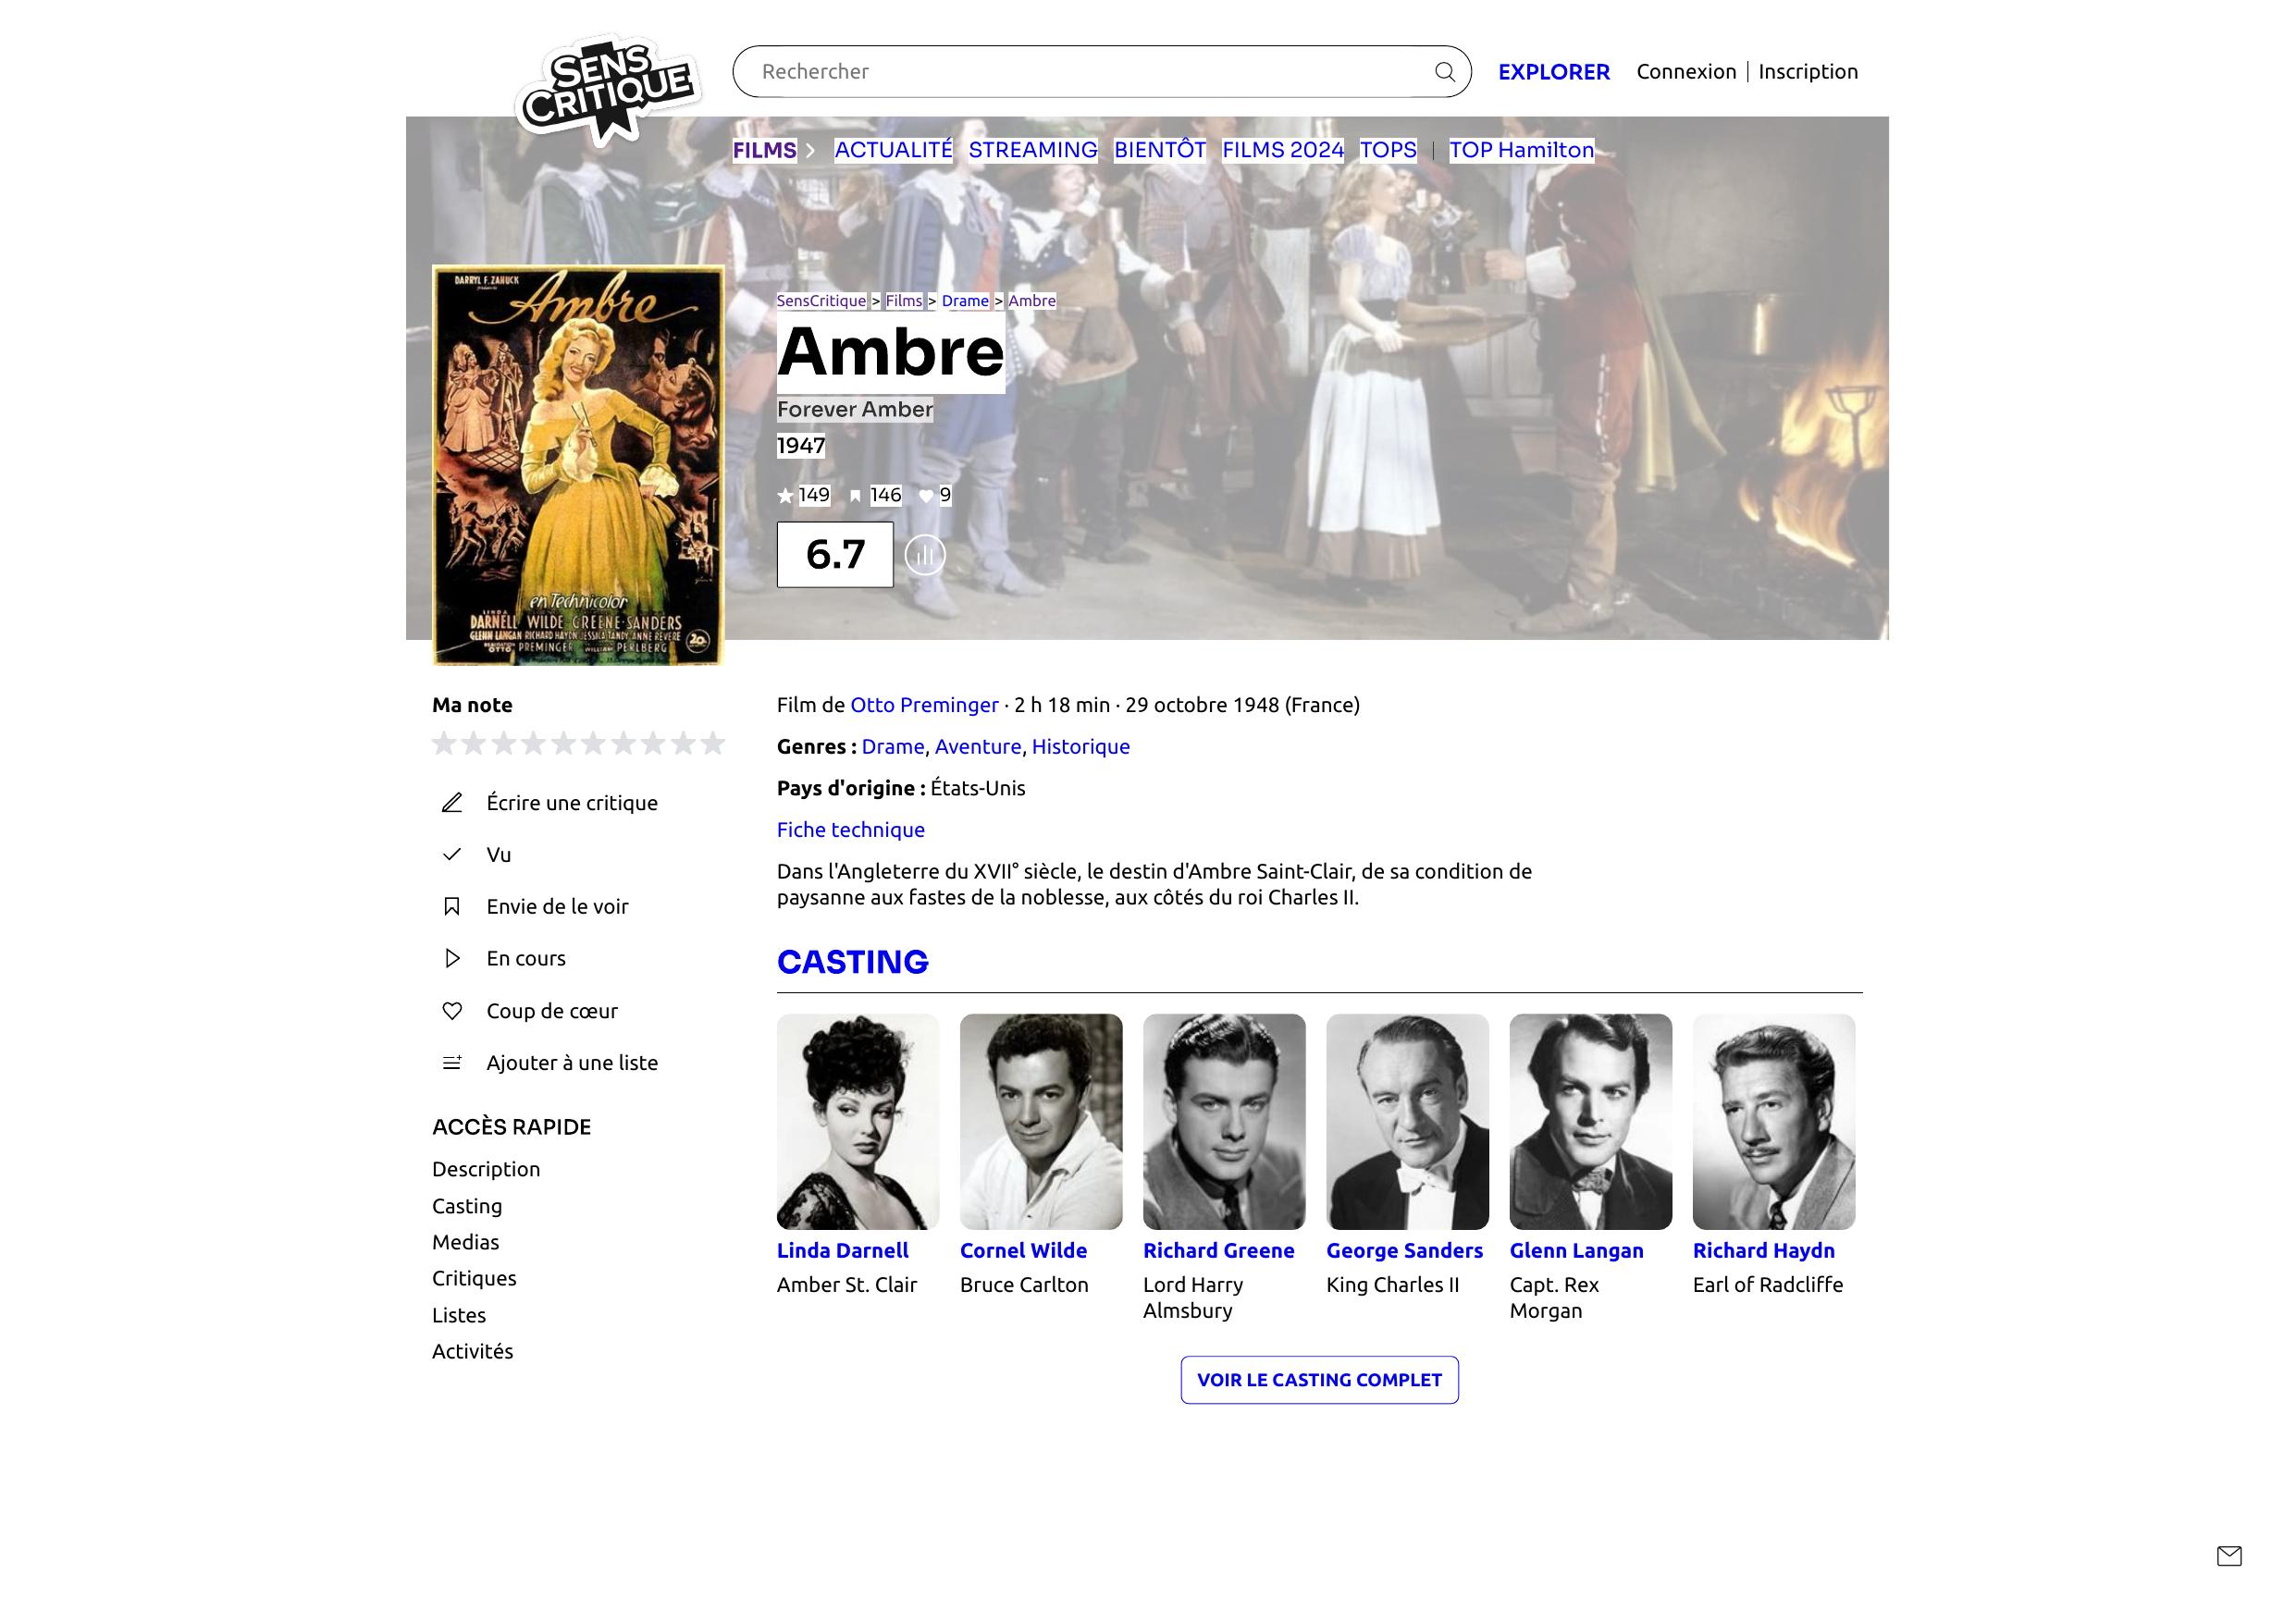 SENS
CRITIQUE
Rechercher
EXPLORER
Connexion
Inscription
FILMS
ACTUALITÉ
STREAMING
BIENTÔT
FILMS 2024
TOPS
TOP Hamilton
DARRYL F. ZANUCK
Ambre
en Technicolor
LINDA
DARNELL WILDE GREENE·SANDERS
GLENN LANGAN RICHARD HAYDN JESSICA TANDY ANNE REVERE
OTTO PREMINGER WILLIAM PERLBERG
SensCritique > Films > Drame > Ambre
Ambre
Forever Amber
1947
149
146
9
6.7
Ma note
Écrire une critique
Vu
Envie de le voir
En cours
Coup de cœur
Ajouter à une liste
ACCÈS RAPIDE
Description
Casting
Medias
Critiques
Listes
Activités
Film de Otto Preminger · 2 h 18 min · 29 octobre 1948 (France)
Genres : Drame, Aventure, Historique
Pays d'origine : États-Unis
Fiche technique
Dans l'Angleterre du XVII° siècle, le destin d'Ambre Saint-Clair, de sa condition de
paysanne aux fastes de la noblesse, aux côtés du roi Charles II.
CASTING
Linda Darnell
Amber St. Clair
Cornel Wilde
Bruce Carlton
Richard Greene
Lord Harry
Almsbury
George Sanders
King Charles II
Glenn Langan
Capt. Rex
Morgan
Richard Haydn
Earl of Radcliffe
VOIR LE CASTING COMPLET